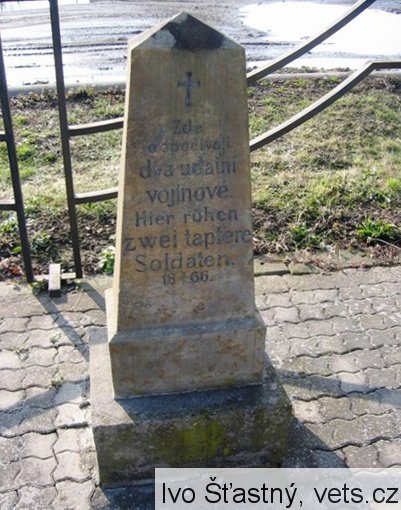 Zde
odpočívají
dva udatní
vojínové.
Hier ruhen
zwei tapfere
Soldaten.
1866.
Ivo Šťastný, vets.cz